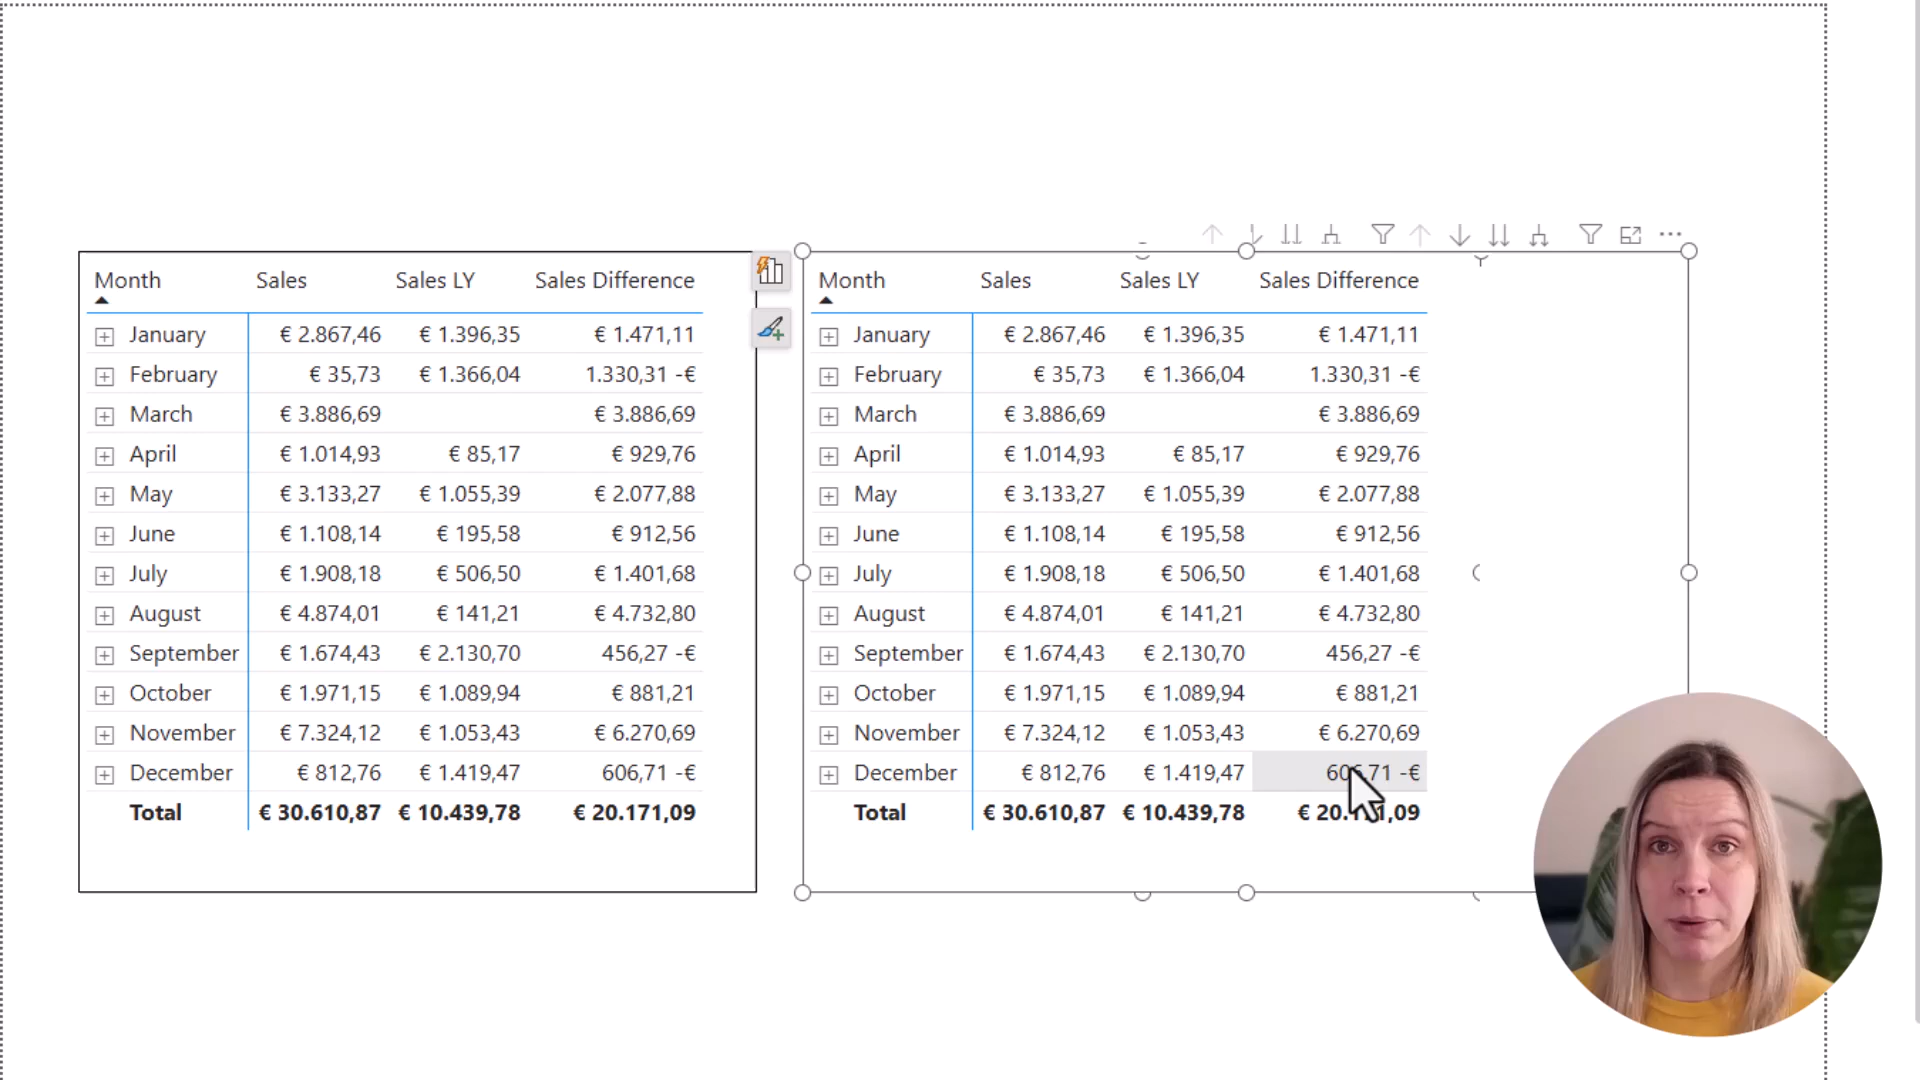 Month Sales Sales LY Sales Difference
January € 2.867,46 € 1.396,35 € 1.471,11
February € 35,73 € 1.366,04 1.330,31 -€
March € 3.886,69 € 3.886,69
April € 1.014,93 € 85,17 € 929,76
May € 3.133,27 € 1.055,39 € 2.077,88
June € 1.108,14 € 195,58 € 912,56
July € 1.908,18 € 506,50 € 1.401,68
August € 4.874,01 € 141,21 € 4.732,80
September € 1.674,43 € 2.130,70 456,27 -€
October € 1.971,15 € 1.089,94 € 881,21
November € 7.324,12 € 1.053,43 € 6.270,69
December € 812,76 € 1.419,47 606,71 -€
Total € 30.610,87 € 10.439,78 € 20.171,09
Month Sales Sales LY Sales Difference
January € 2.867,46 € 1.396,35 € 1.471,11
February € 35,73 € 1.366,04 1.330,31 -€
March € 3.886,69 € 3.886,69
April € 1.014,93 € 85,17 € 929,76
May € 3.133,27 € 1.055,39 € 2.077,88
June € 1.108,14 € 195,58 € 912,56
July € 1.908,18 € 506,50 € 1.401,68
August € 4.874,01 € 141,21 € 4.732,80
September € 1.674,43 € 2.130,70 456,27 -€
October € 1.971,15 € 1.089,94 € 881,21
November € 7.324,12 € 1.053,43 € 6.270,69
December € 812,76 € 1.419,47 606,71 -€
Total € 30.610,87 € 10.439,78 € 20.171,09